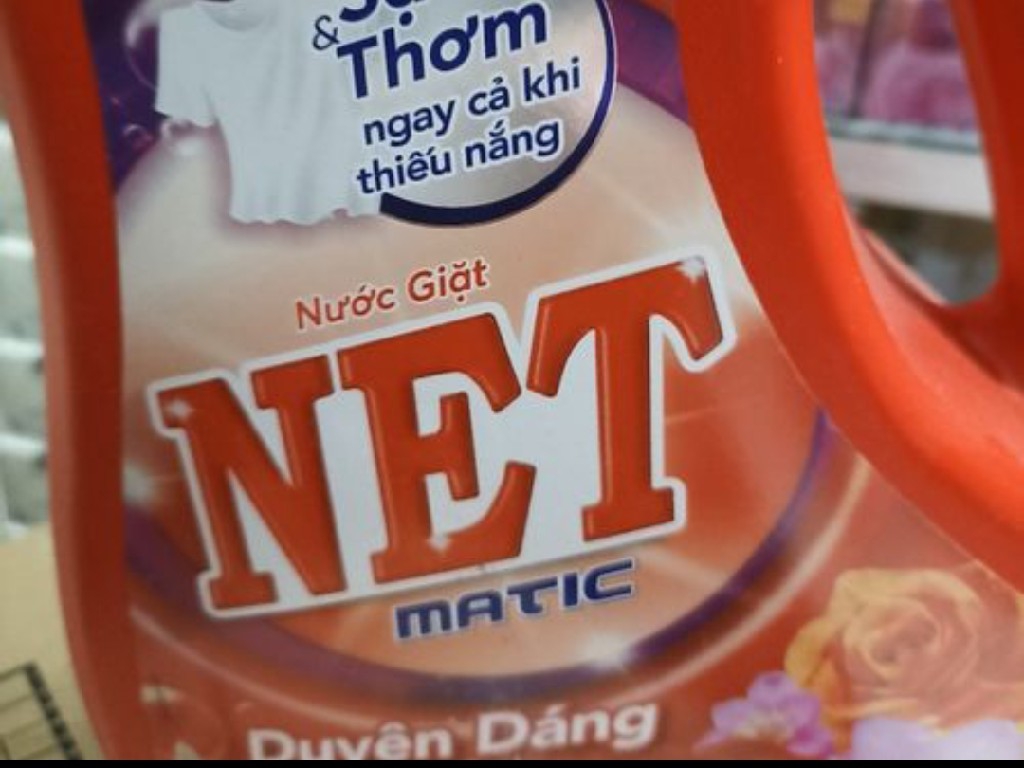 &
Thơm
ngay cả khi
thiếu nắng
Nước Giặt
NET
MATIC
Duyên Dáng